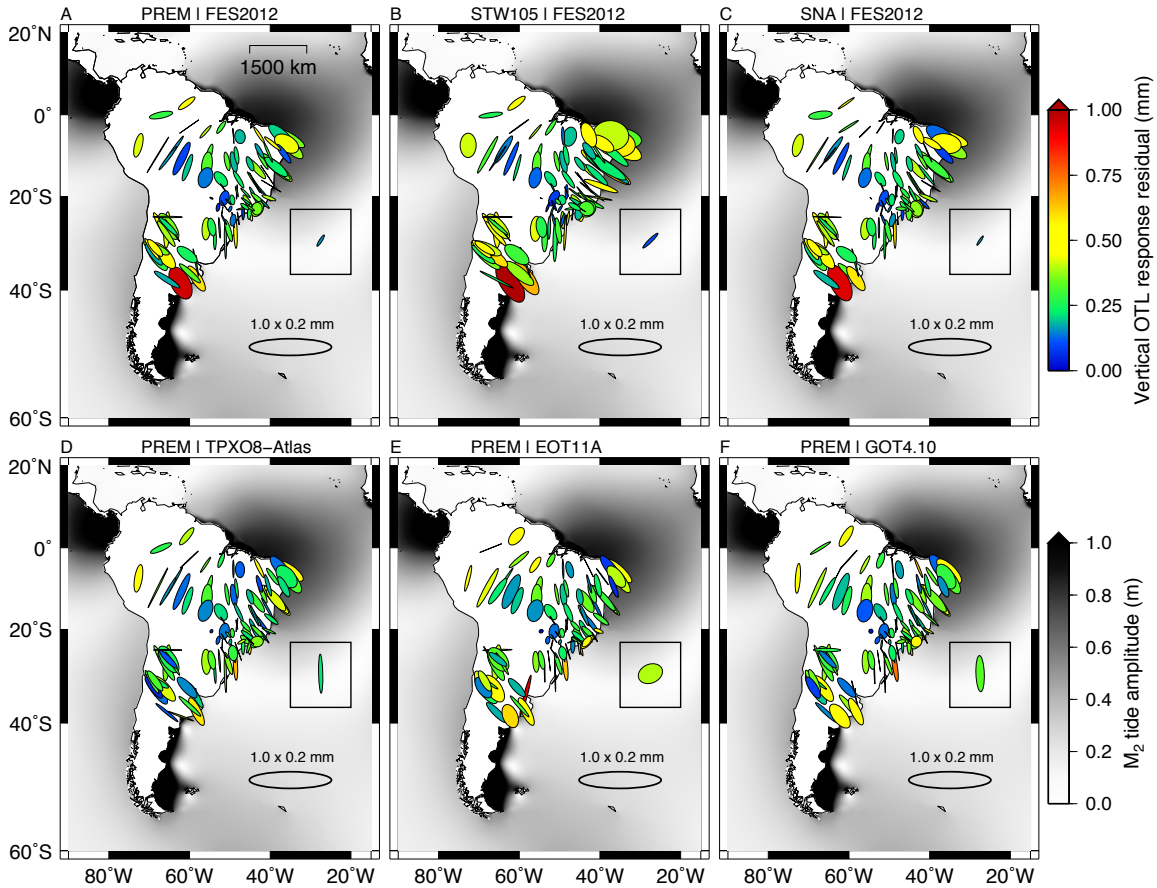 A PREM | FES2012
B STW105 | FES2012
C SNA | FES2012
20˚N
0˚
20˚S
40˚S
60˚S
1500 km
1.0 x 0.2 mm
1.0 x 0.2 mm
1.0 x 0.2 mm
1.00
0.75
0.50
0.25
0.00
Vertical OTL response residual (mm)
D PREM | TPXO8−Atlas
E PREM | EOT11A
F PREM | GOT4.10
20˚N
0˚
20˚S
40˚S
60˚S
1.0 x 0.2 mm
1.0 x 0.2 mm
1.0 x 0.2 mm
1.0
0.8
0.6
0.4
0.2
0.0
M₂ tide amplitude (m)
80˚W 60˚W 40˚W 20˚W
80˚W 60˚W 40˚W 20˚W
80˚W 60˚W 40˚W 20˚W